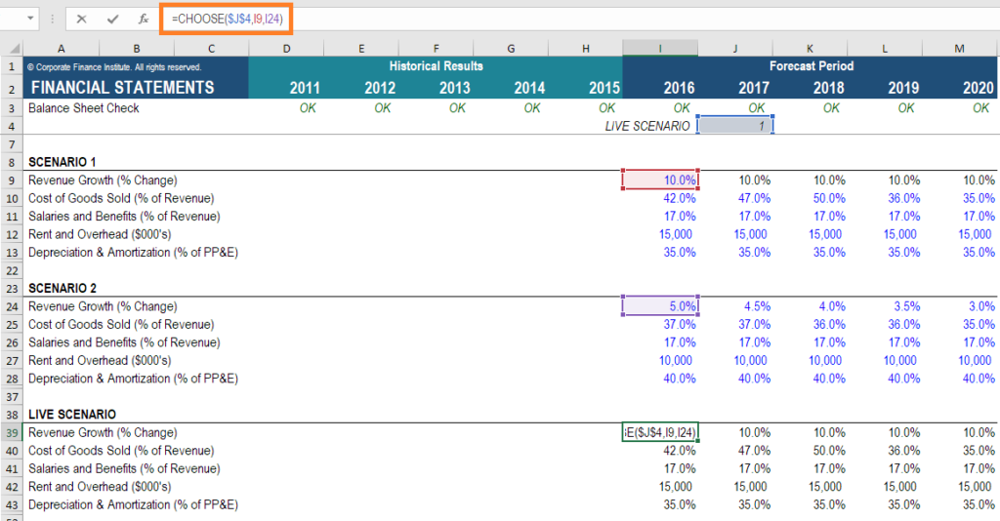 fx =CHOOSE($J$4,I9,I24)
A B C D E F G H I J K L M
1 © Corporate Finance Institute. All rights reserved. Historical Results Forecast Period
2 FINANCIAL STATEMENTS 2011 2012 2013 2014 2015 2016 2017 2018 2019 2020
3 Balance Sheet Check OK OK OK OK OK OK OK OK OK OK
4 LIVE SCENARIO 1
7
8 SCENARIO 1
9 Revenue Growth (% Change) 10.0% 10.0% 10.0% 10.0% 10.0%
10 Cost of Goods Sold (% of Revenue) 42.0% 47.0% 50.0% 36.0% 35.0%
11 Salaries and Benefits (% of Revenue) 17.0% 17.0% 17.0% 17.0% 17.0%
12 Rent and Overhead ($000's) 15,000 15,000 15,000 15,000 15,000
13 Depreciation & Amortization (% of PP&E) 35.0% 35.0% 35.0% 35.0% 35.0%
22
23 SCENARIO 2
24 Revenue Growth (% Change) 5.0% 4.5% 4.0% 3.5% 3.0%
25 Cost of Goods Sold (% of Revenue) 37.0% 37.0% 36.0% 36.0% 35.0%
26 Salaries and Benefits (% of Revenue) 17.0% 17.0% 17.0% 17.0% 17.0%
27 Rent and Overhead ($000's) 10,000 10,000 10,000 10,000 10,000
28 Depreciation & Amortization (% of PP&E) 40.0% 40.0% 40.0% 40.0% 40.0%
37
38 LIVE SCENARIO
39 Revenue Growth (% Change) E($J$4,I9,I24) 10.0% 10.0% 10.0% 10.0%
40 Cost of Goods Sold (% of Revenue) 42.0% 47.0% 50.0% 36.0% 35.0%
41 Salaries and Benefits (% of Revenue) 17.0% 17.0% 17.0% 17.0% 17.0%
42 Rent and Overhead ($000's) 15,000 15,000 15,000 15,000 15,000
43 Depreciation & Amortization (% of PP&E) 35.0% 35.0% 35.0% 35.0% 35.0%